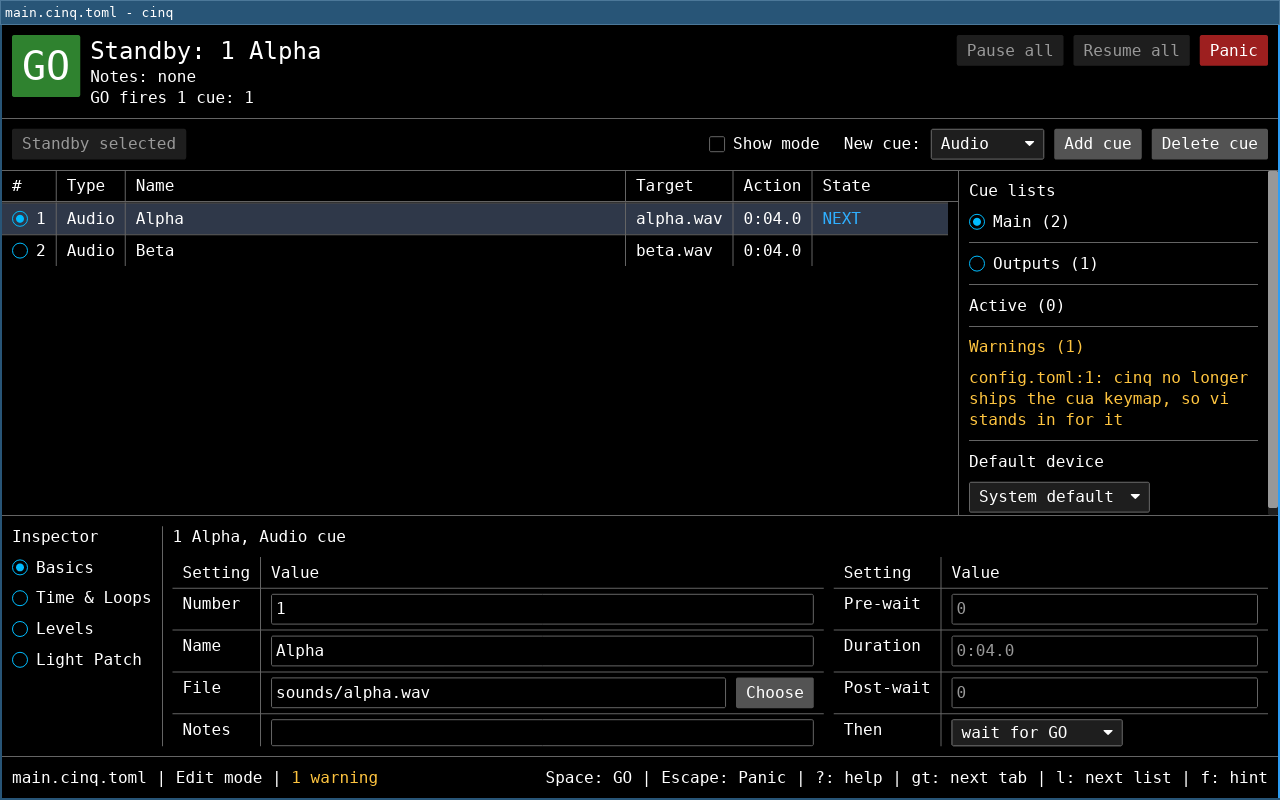 main.cinq.toml - cinq
GO
Standby: 1 Alpha
Notes: none
GO fires 1 cue: 1
Pause all Resume all Panic
Standby selected
Show mode New cue: Audio Add cue Delete cue
# Type Name Target Action State
1 Audio Alpha alpha.wav 0:04.0 NEXT
2 Audio Beta beta.wav 0:04.0
Cue lists
Main (2)
Outputs (1)
Active (0)
Warnings (1)
config.toml:1: cinq no longer
ships the cua keymap, so vi
stands in for it
Default device
System default
Inspector
Basics
Time & Loops
Levels
Light Patch
1 Alpha, Audio cue
Setting Value
Number 1
Name Alpha
File sounds/alpha.wav Choose
Notes
Setting Value
Pre-wait 0
Duration 0:04.0
Post-wait 0
Then wait for GO
main.cinq.toml | Edit mode | 1 warning
Space: GO | Escape: Panic | ?: help | gt: next tab | l: next list | f: hint